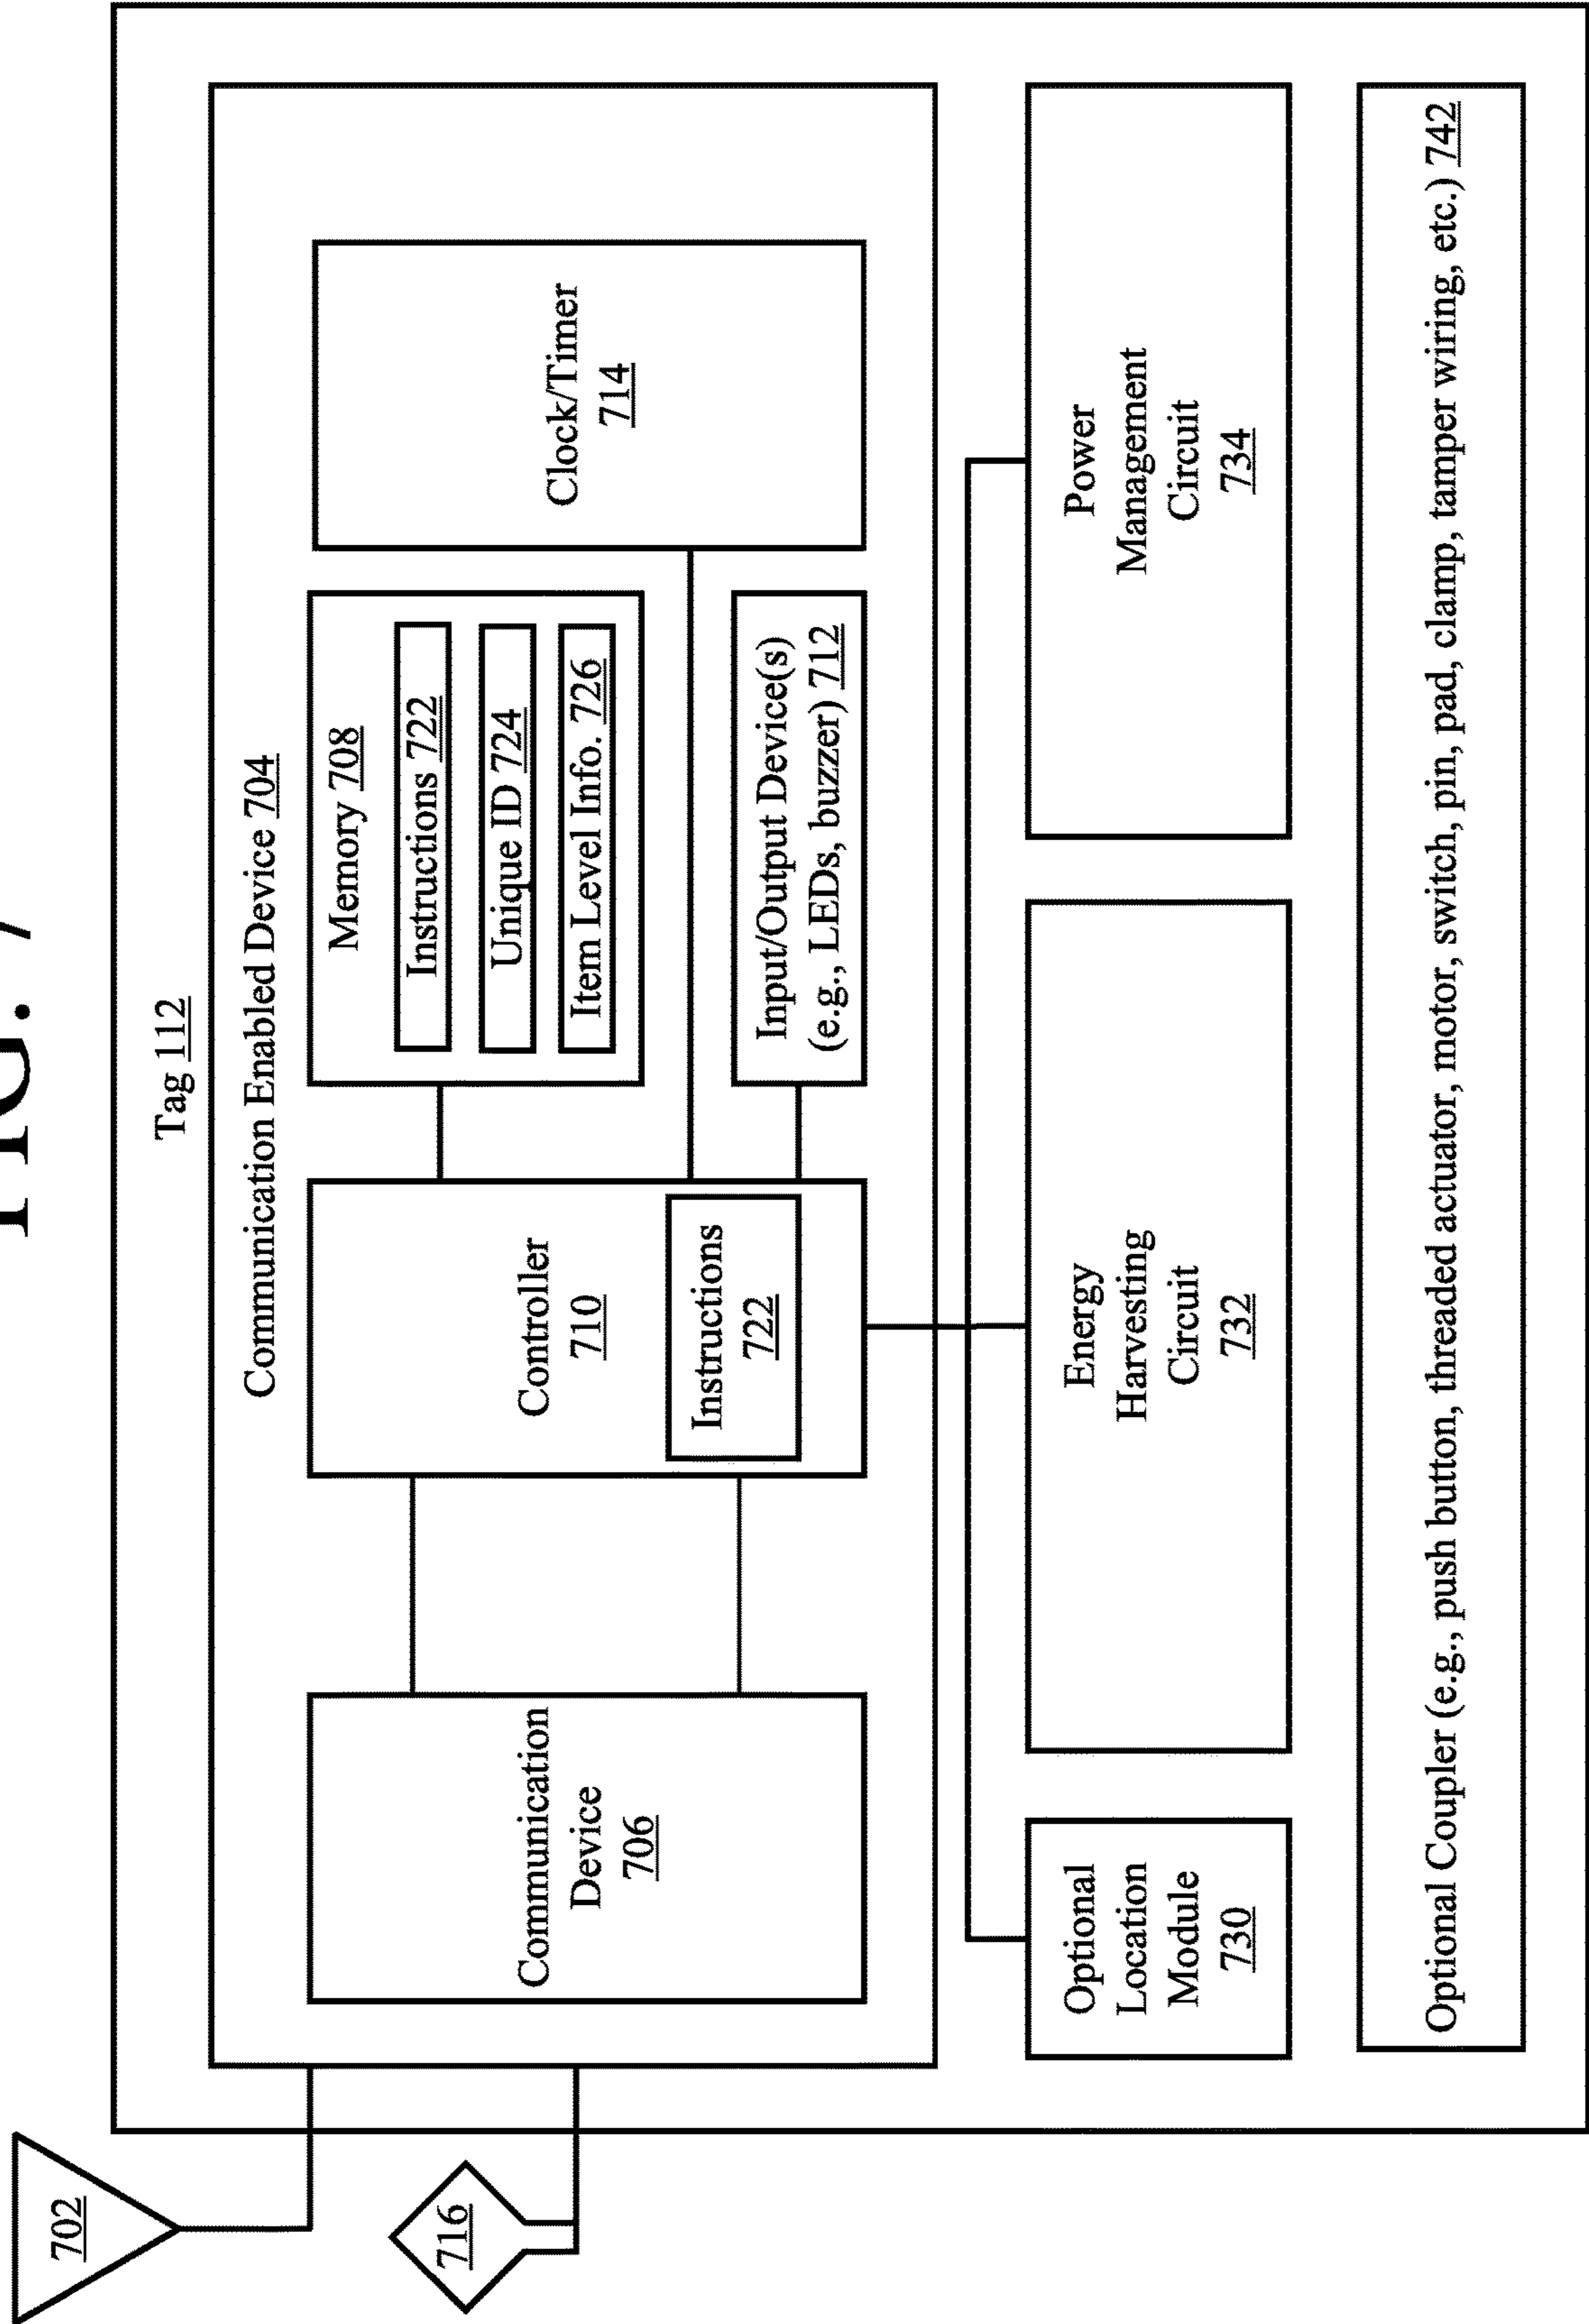 FIG. 7
702
716
Tag 112
Communication Enabled Device 704
Communication
Device
706
Controller
710
Instructions
722
Memory 708
Instructions 722
Unique ID 724
Item Level Info. 726
Input/Output Device(s)
(e.g., LEDs, buzzer) 712
Clock/Timer
714
Optional
Location
Module
730
Energy
Harvesting
Circuit
732
Power
Management
Circuit
734
Optional Coupler (e.g., push button, threaded actuator, motor, switch, pin, pad, clamp, tamper wiring, etc.) 742